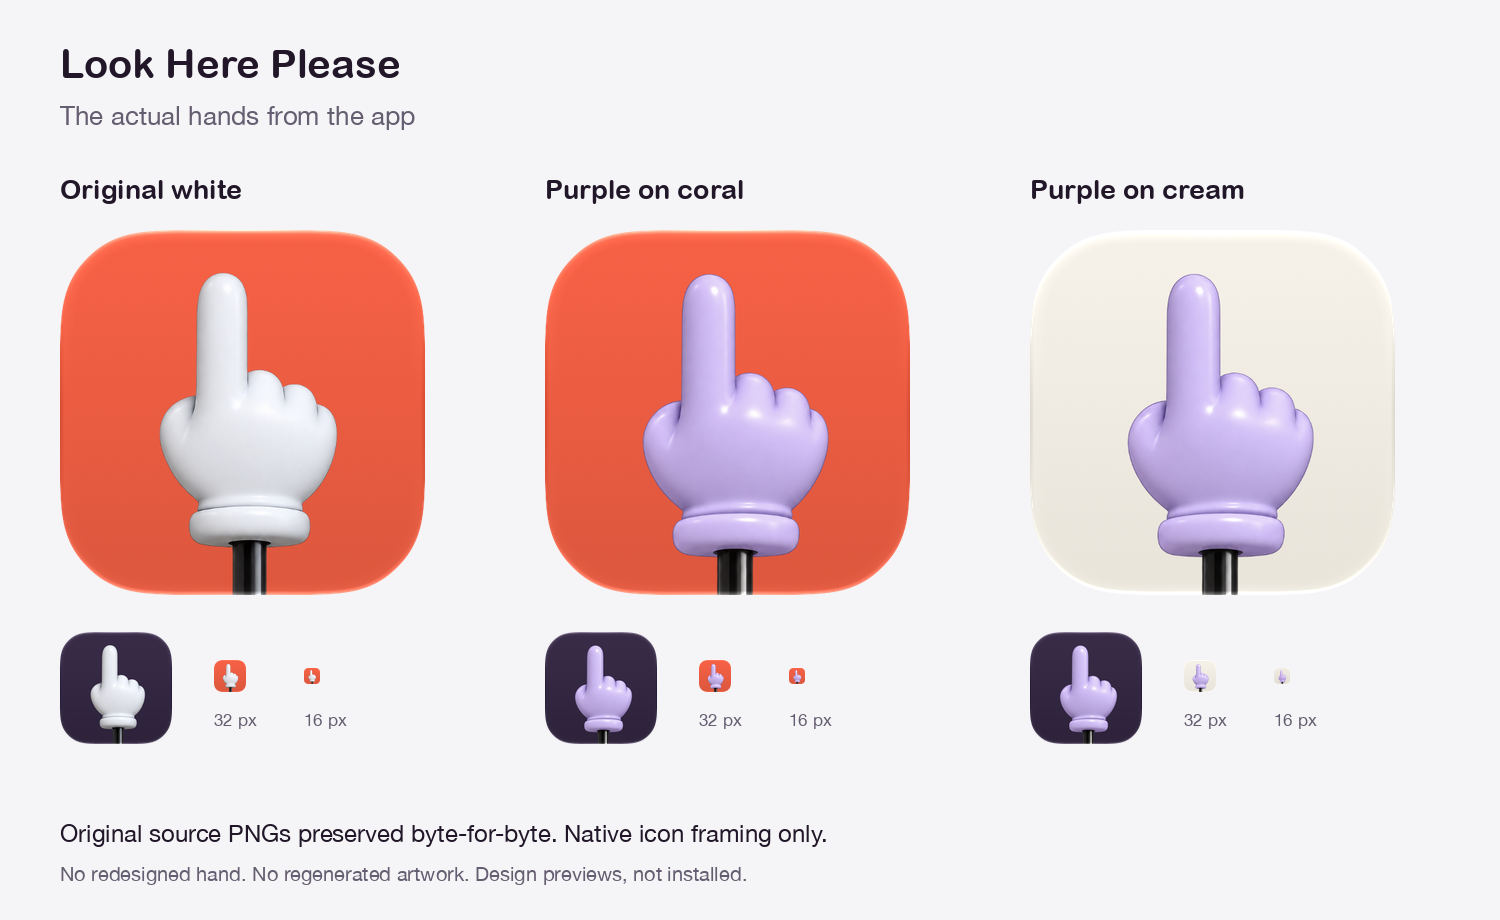 Look Here Please
The actual hands from the app
Original white
Purple on coral
Purple on cream
32 px
16 px
32 px
16 px
32 px
16 px
Original source PNGs preserved byte-for-byte. Native icon framing only.
No redesigned hand. No regenerated artwork. Design previews, not installed.